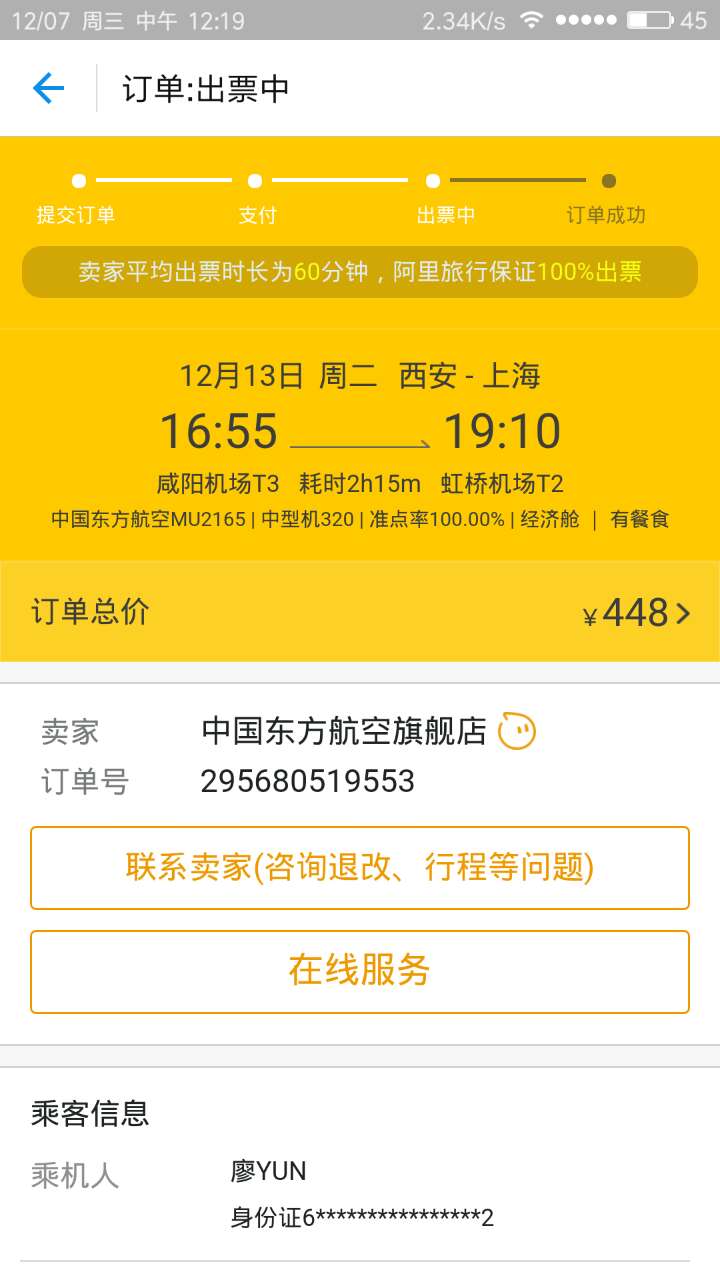 12/07 周三 中午 12:19 2.34K/s 45
订单:出票中
提交订单 支付 出票中 订单成功
卖家平均出票时长为60分钟，阿里旅行保证100%出票
12月13日 周二 西安 - 上海
16:55 19:10
咸阳机场T3 耗时2h15m 虹桥机场T2
中国东方航空MU2165 | 中型机320 | 准点率100.00% | 经济舱 | 有餐食
订单总价 ¥448
卖家 中国东方航空旗舰店
订单号 295680519553
联系卖家(咨询退改、行程等问题)
在线服务
乘客信息
乘机人 廖YUN
身份证6****************2